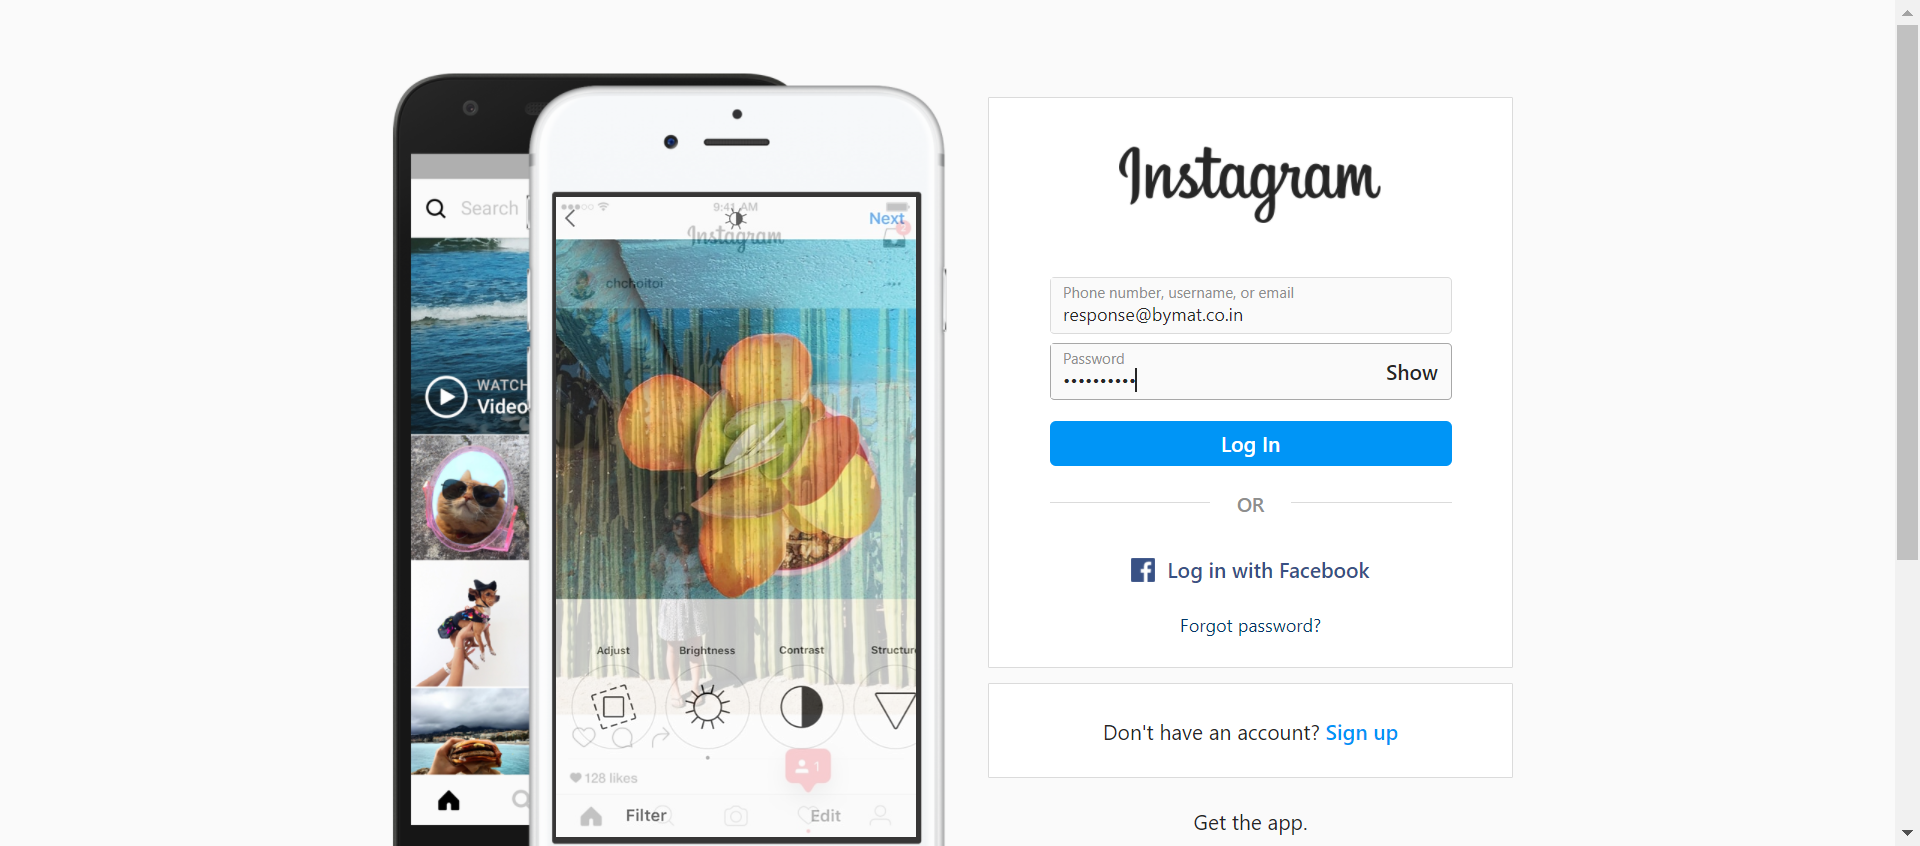 Search
WATCH
Video
9:41 AM
Next
Instagram
chchoitoi
Adjust
Brightness
Contrast
128 likes
1
Filter
Edit
Instagram
Phone number, username, or email
response@bymat.co.in
Password
••••••••••
Show
Log In
OR
Log in with Facebook
Forgot password?
Don't have an account? Sign up
Get the app.